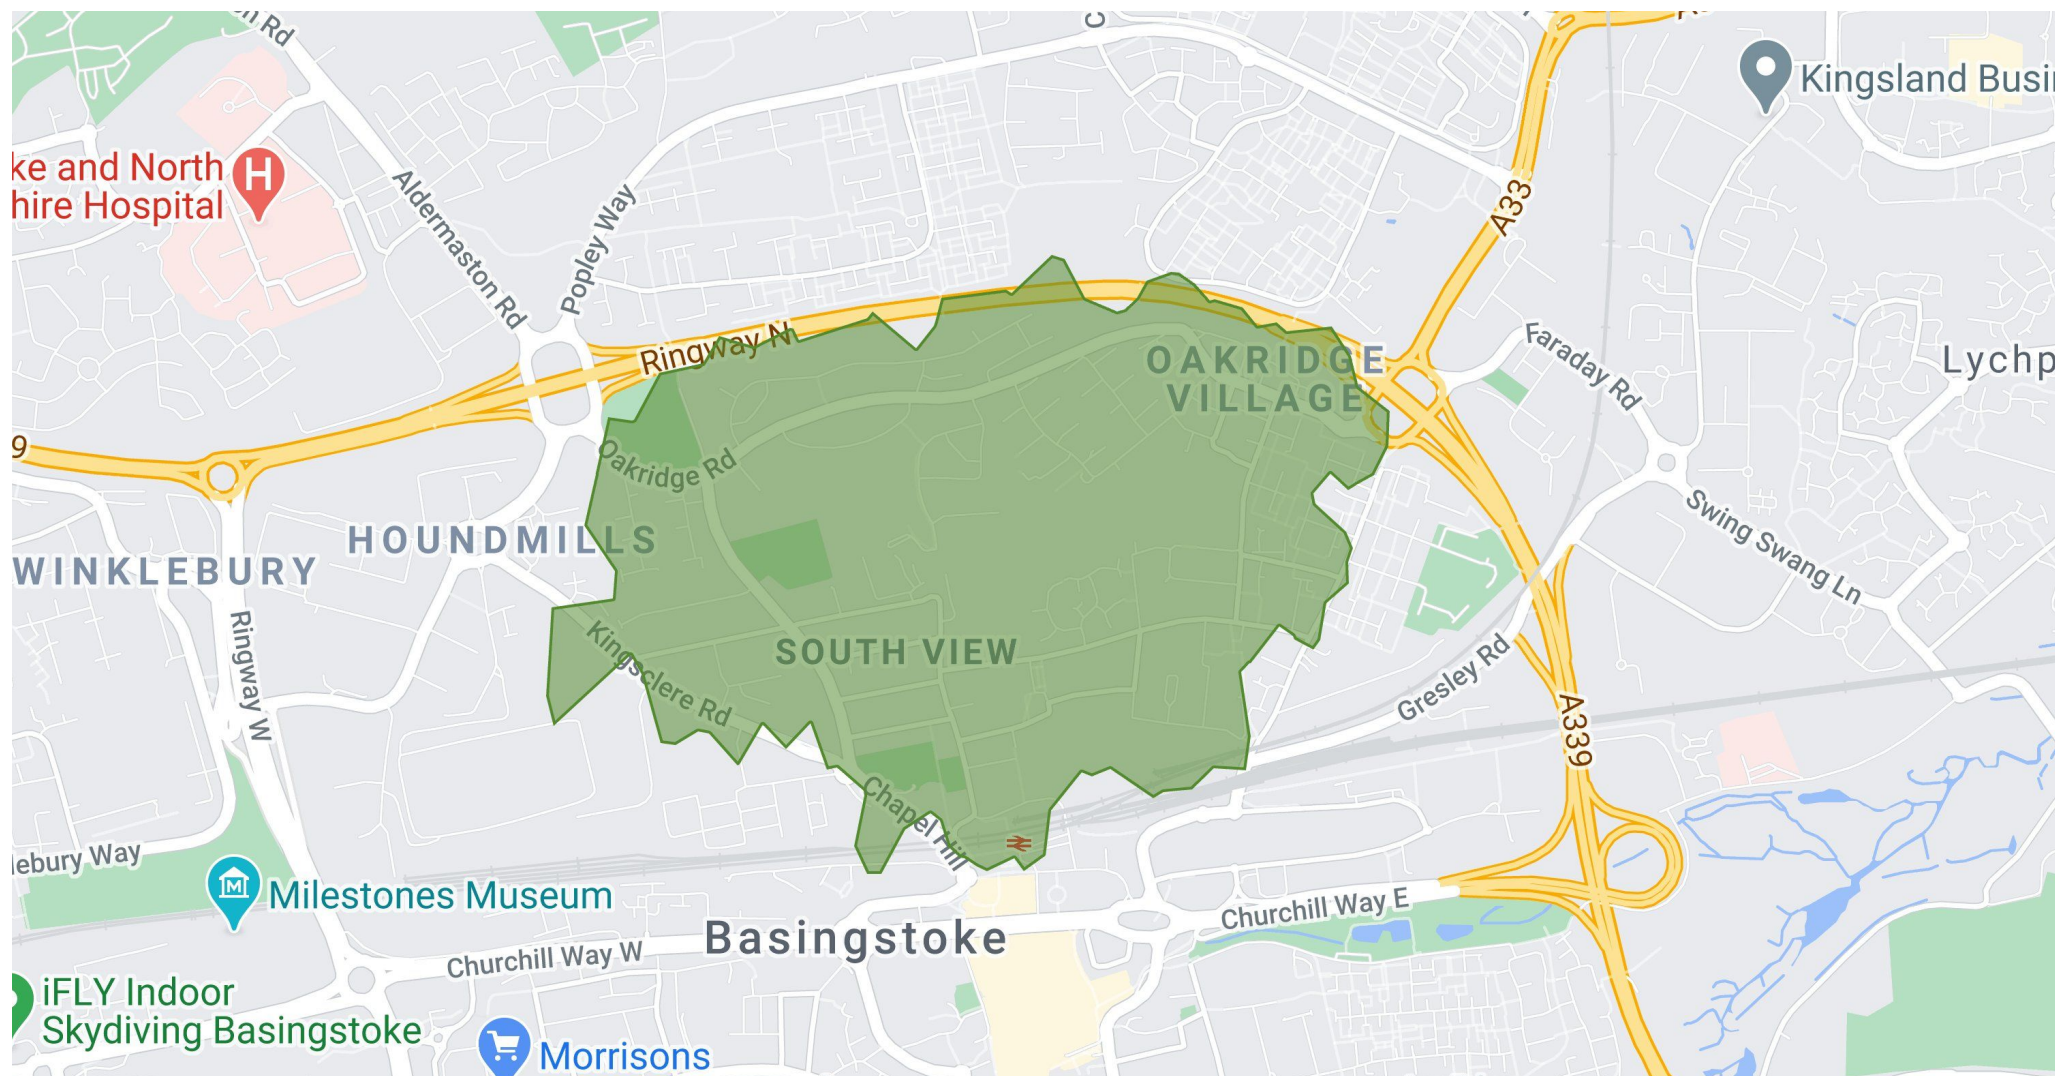 Kingsland Busi
ke and North
hire Hospital
H
Aldermaston Rd
Popley Way
A33
Ringway N
OAKRIDGE
VILLAGE
Faraday Rd
Lychp
9
Oakridge Rd
HOUNDMILLS
Swing Swang Ln
WINKLEBURY
Ringway W
Kingsclere Rd
SOUTH VIEW
Gresley Rd
A339
Chapel Hill
lebury Way
M
Milestones Museum
Churchill Way E
Basingstoke
Churchill Way W
iFLY Indoor
Skydiving Basingstoke
Morrisons